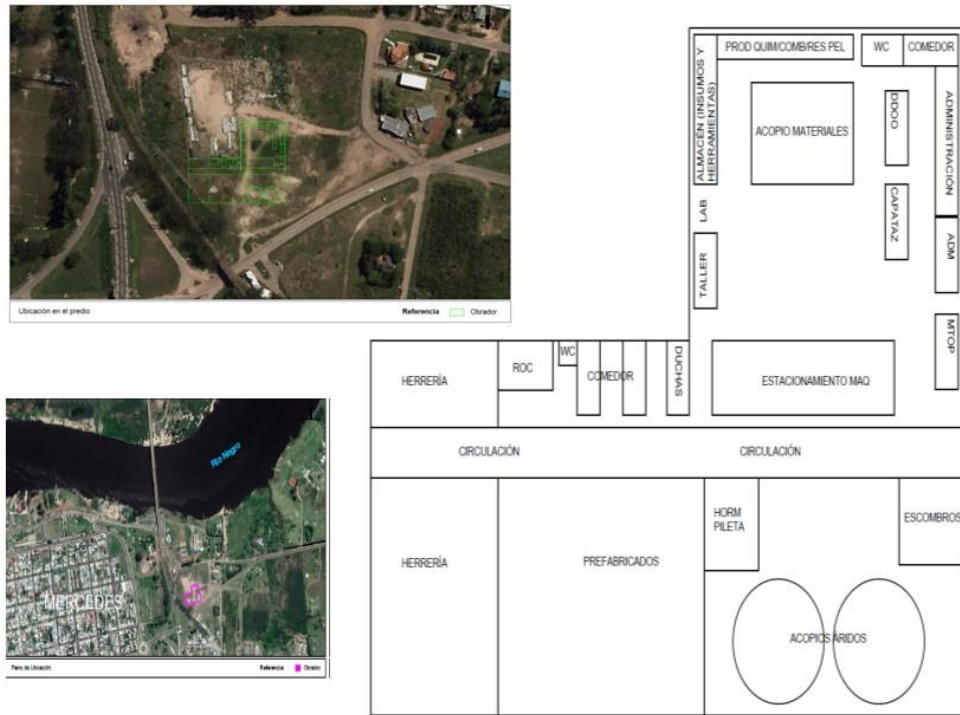 Ubicación en el predio
Referencia
Obrador
Río Negro
MERCEDES
Plano de Ubicación
Referencia
Obrador
PROD QUIM/COMB/RES PEL
WC
COMEDOR
ALMACÉN (INSUMOS Y
HERRAMIENTAS)
ACOPIO MATERIALES
DDOO
ADMINISTRACIÓN
LAB
CAPATAZ
TALLER
ADM
MTOP
HERRERÍA
ROC
WC
COMEDOR
DUCHAS
ESTACIONAMIENTO MAQ
CIRCULACIÓN
CIRCULACIÓN
HERRERÍA
PREFABRICADOS
HORM
PILETA
ESCOMBROS
ACOPIOS ÁRIDOS